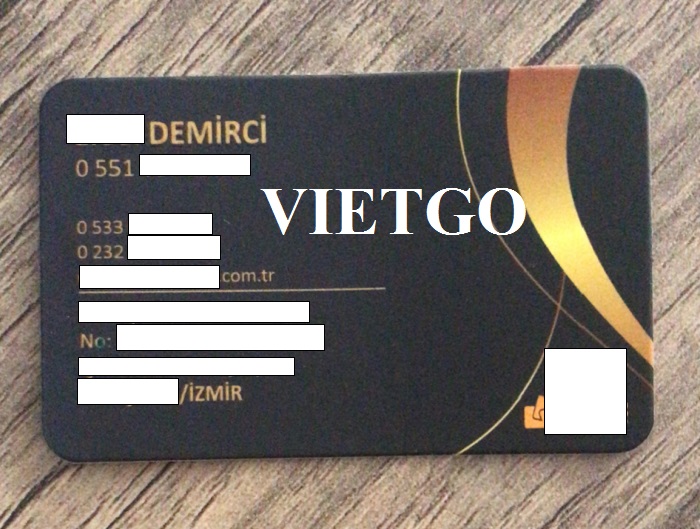 DEMİRCİ
0 551
VIETGO
0 533
0 232
.com.tr
No:
/İZMİR